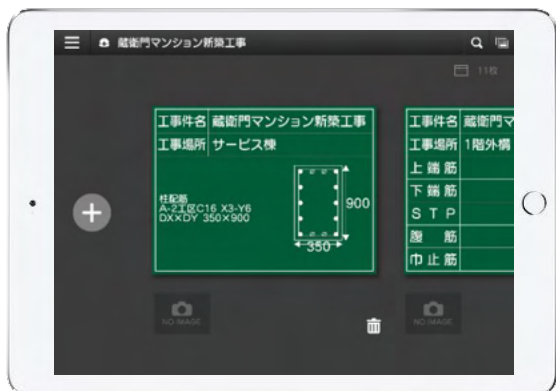 蔵衛門マンション新築工事
11枚
工事件名 蔵衛門マンション新築工事
工事場所 サービス棟
柱配筋
A-2工区C16 X3-Y6
DX×DY 350×900
900
350
工事件名 蔵衛門マ
工事場所 1階外構
上端筋
下端筋
STP
腹筋
巾止筋
NO IMAGE
NO IMAGE